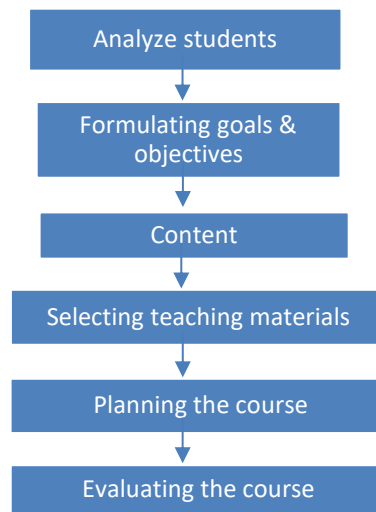 Analyze students
Formulating goals &
objectives
Content
Selecting teaching materials
Planning the course
Evaluating the course